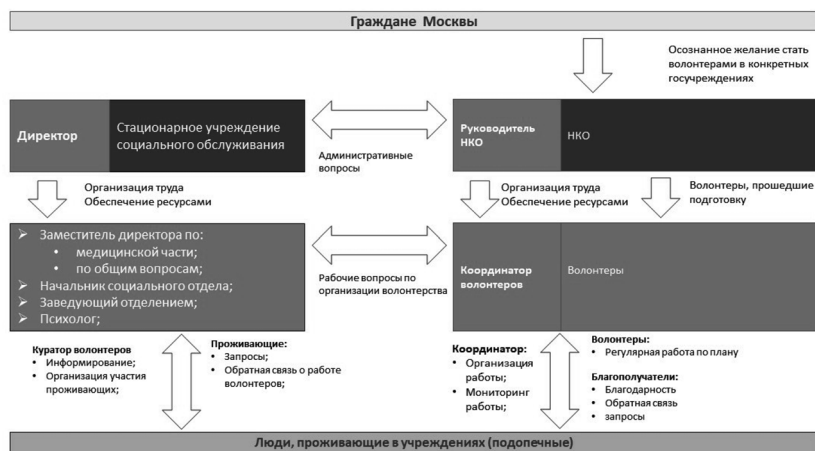 Граждане Москвы
Осознанное желание стать
волонтерами в конкретных
госучреждениях
Директор
Стационарное учреждение
социального обслуживания
Административные
вопросы
Руководитель
НКО
НКО
Организация труда
Обеспечение ресурсами
Организация труда
Обеспечение ресурсами
Волонтеры, прошедшие
подготовку
➢ Заместитель директора по:
• медицинской части;
• по общим вопросам;
➢ Начальник социального отдела;
➢ Заведующий отделением;
➢ Психолог;
Рабочие вопросы по
организации волонтерства
Координатор
волонтеров
Волонтеры
Куратор волонтеров
• Информирование;
• Организация участия
проживающих;
Проживающие:
• Запросы;
• Обратная связь о работе
волонтеров;
Координатор:
• Организация
работы;
• Мониторинг
работы;
Волонтеры:
• Регулярная работа по плану
Благополучатели:
• Благодарность
• Обратная связь
• запросы
Люди, проживающие в учреждениях (подопечные)